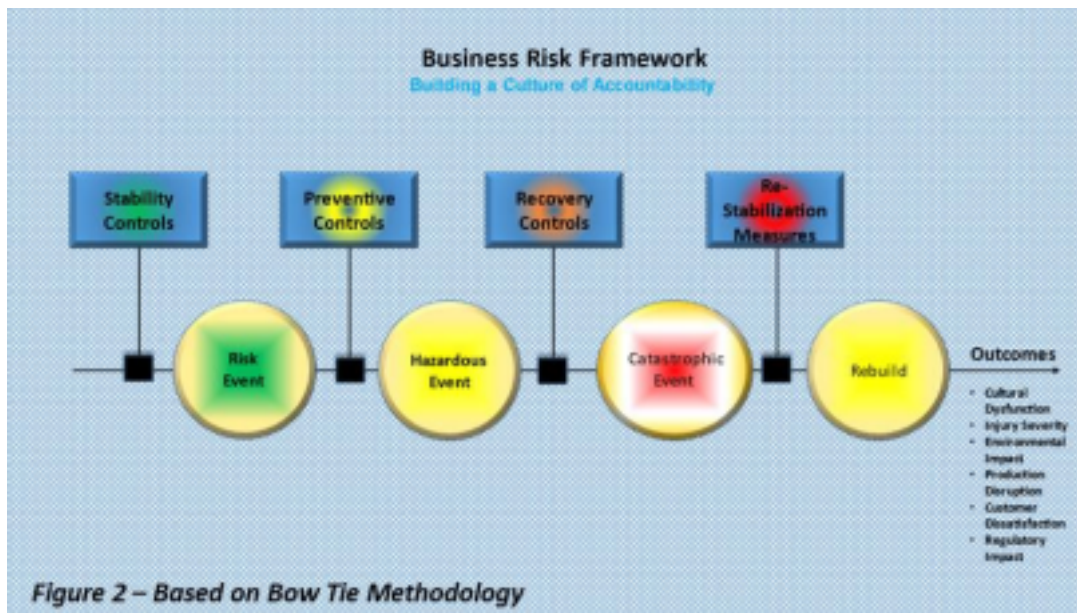 Business Risk Framework
Building a Culture of Accountability
Stability
Controls
Preventive
Controls
Recovery
Controls
Re-
Stabilization
Measures
Risk
Event
Hazardous
Event
Catastrophic
Event
Rebuild
Outcomes
• Cultural
Dysfunction
• Injury Severity
• Environmental
Impact
• Production
Disruption
• Customer
Dissatisfaction
• Regulatory
Impact
Figure 2 – Based on Bow Tie Methodology